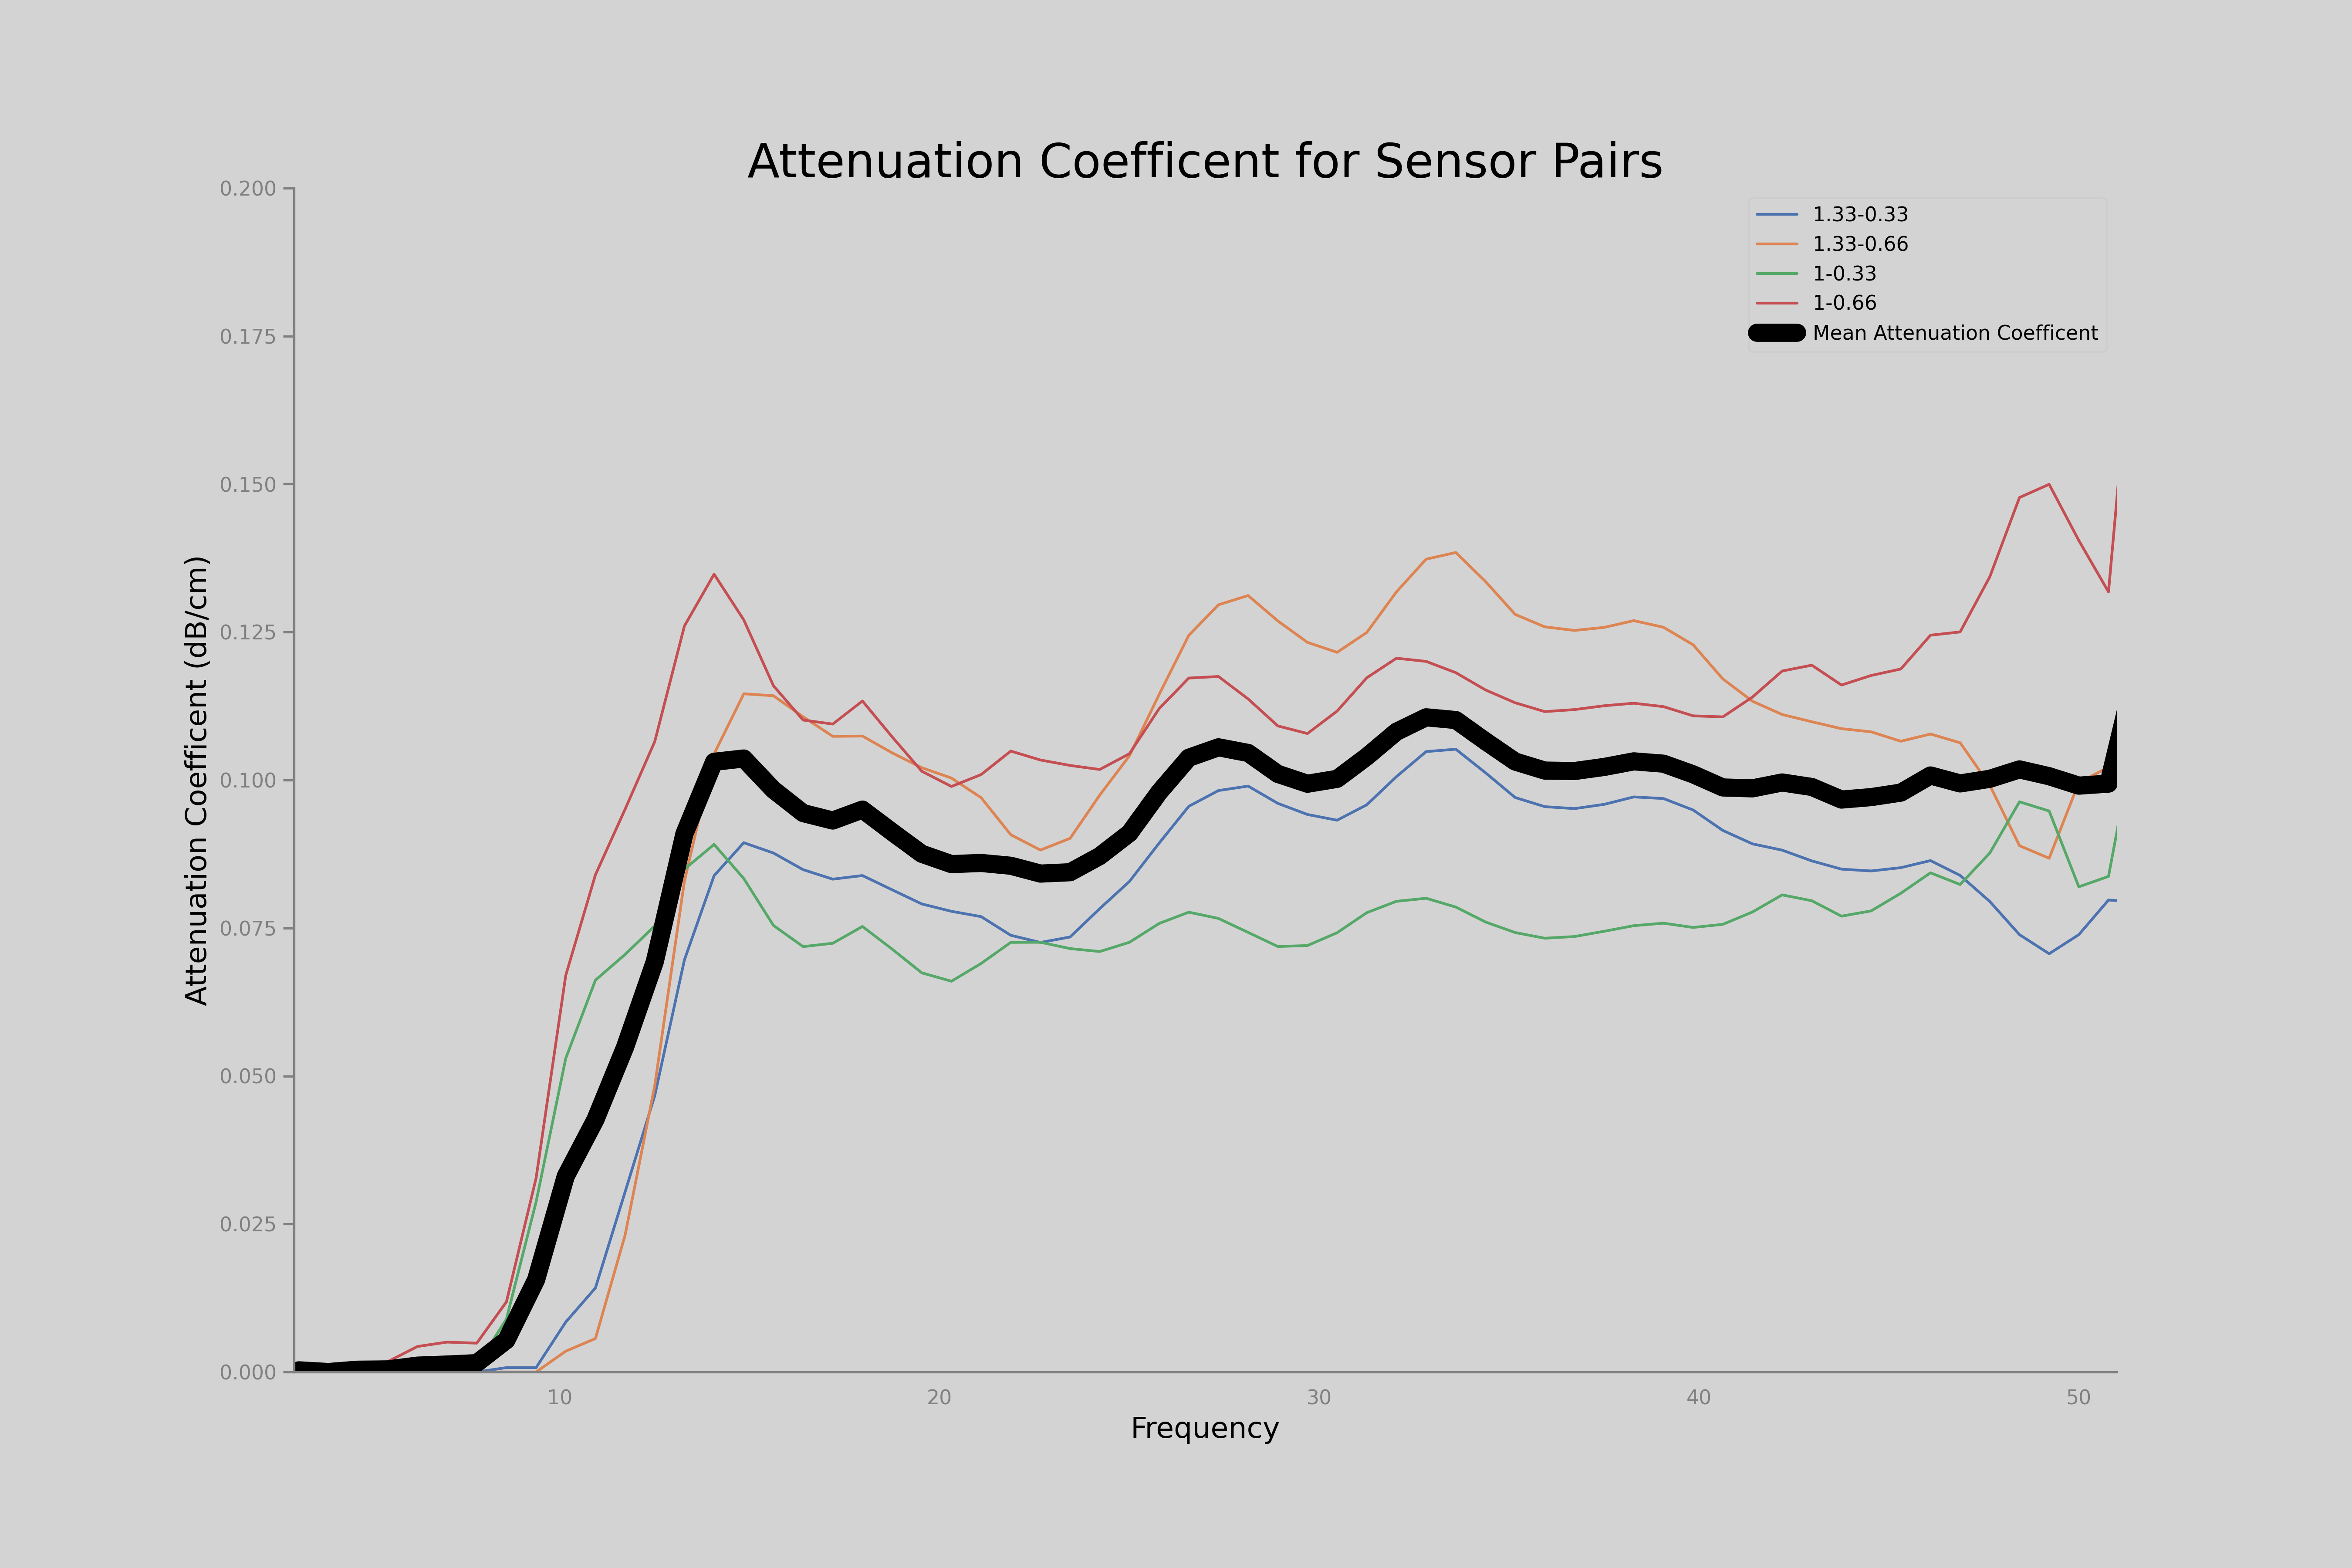 Attenuation Coefficent for Sensor Pairs
0.200
0.175
0.150
0.125
0.100
0.075
0.050
0.025
0.000
Attenuation Coefficent (dB/cm)
1.33-0.33
1.33-0.66
1-0.33
1-0.66
Mean Attenuation Coefficent
10 20 30 40 50
Frequency